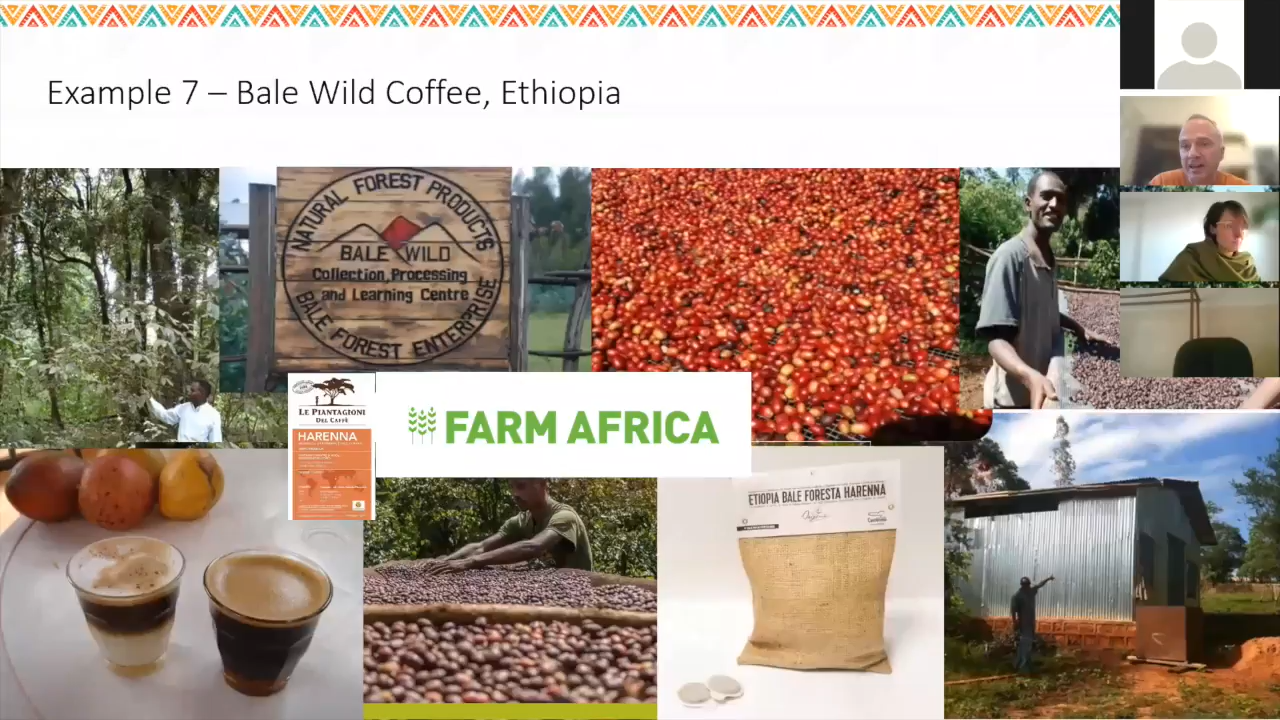 Example 7 – Bale Wild Coffee, Ethiopia
NATURAL FOREST PRODUCTS
BALE WILD
Collection, Processing
and Learning Centre
BALE FOREST ENTERPRISE
LE PIANTAGIONI
DEL CAFFÈ
HARENNA
FARM AFRICA
ETIOPIA BALE FORESTA HARENNA